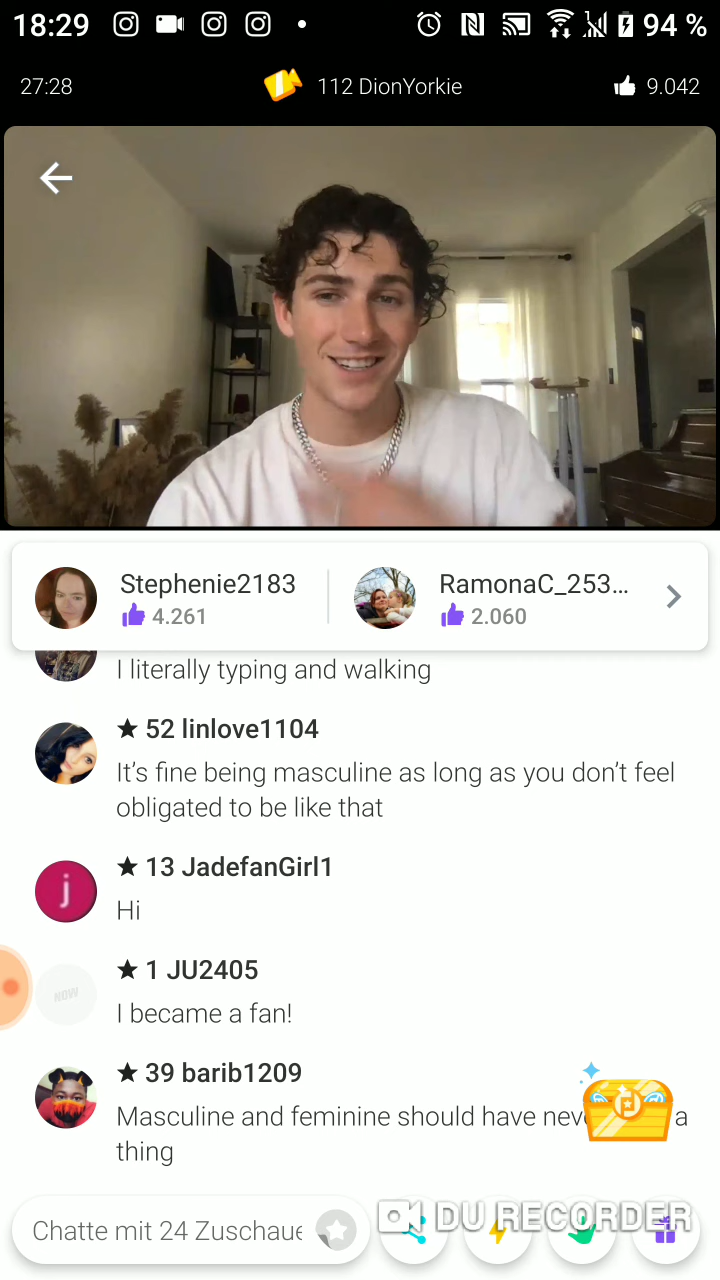 18:29
94 %
27:28
112 DionYorkie
9.042
Stephenie2183
4.261
RamonaC_253...
2.060
I literally typing and walking
★ 52 linlove1104
It's fine being masculine as long as you don't feel
obligated to be like that
j
★ 13 JadefanGirl1
Hi
NOW
★ 1 JU2405
I became a fan!
★ 39 barib1209
Masculine and feminine should have nev a
thing
Chatte mit 24 Zuschaue
DU RECORDER